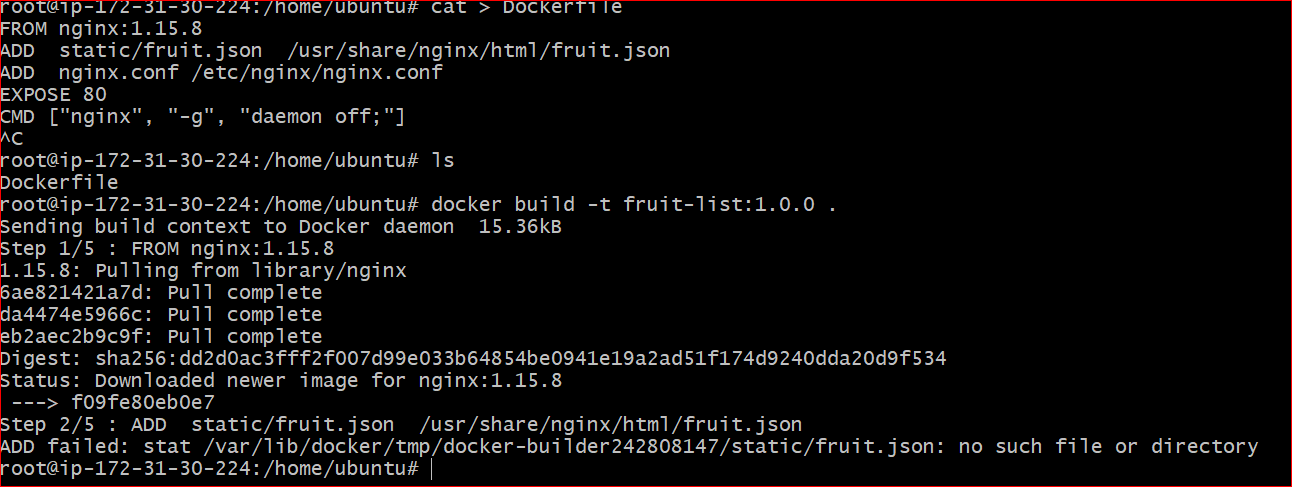 root@ip-172-31-30-224:/home/ubuntu# cat > Dockerfile
FROM nginx:1.15.8
ADD  static/fruit.json  /usr/share/nginx/html/fruit.json
ADD  nginx.conf /etc/nginx/nginx.conf
EXPOSE 80
CMD ["nginx", "-g", "daemon off;"]
^C
root@ip-172-31-30-224:/home/ubuntu# ls
Dockerfile
root@ip-172-31-30-224:/home/ubuntu# docker build -t fruit-list:1.0.0 .
Sending build context to Docker daemon  15.36kB
Step 1/5 : FROM nginx:1.15.8
1.15.8: Pulling from library/nginx
6ae821421a7d: Pull complete
da4474e5966c: Pull complete
eb2aec2b9c9f: Pull complete
Digest: sha256:dd2d0ac3fff2f007d99e033b64854be0941e19a2ad51f174d9240dda20d9f534
Status: Downloaded newer image for nginx:1.15.8
 ---> f09fe80eb0e7
Step 2/5 : ADD  static/fruit.json  /usr/share/nginx/html/fruit.json
ADD failed: stat /var/lib/docker/tmp/docker-builder242808147/static/fruit.json: no such file or directory
root@ip-172-31-30-224:/home/ubuntu#